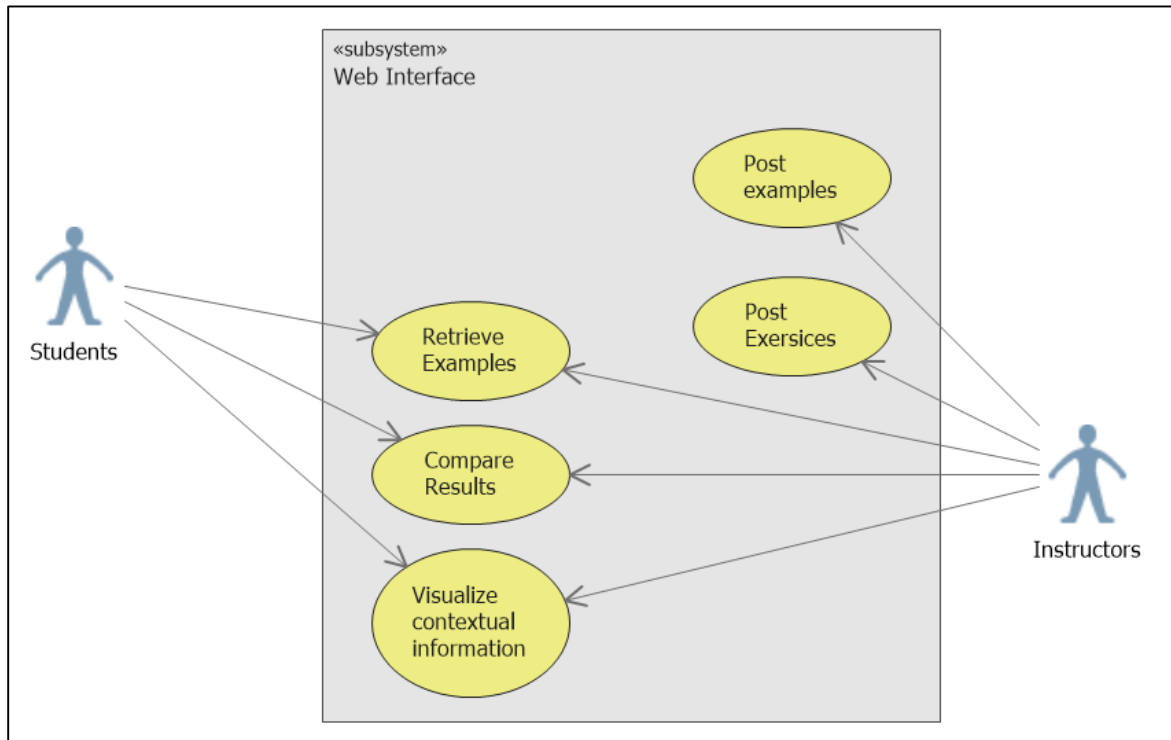 «subsystem»
Web Interface
Post
examples
Post
Exersices
Students
Retrieve
Examples
Compare
Results
Visualize
contextual
information
Instructors